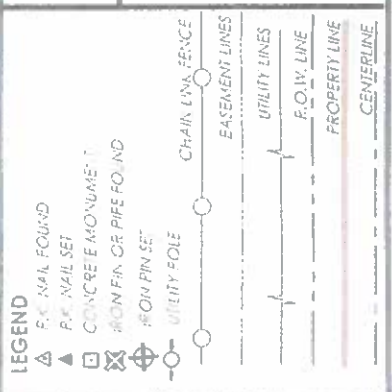 LEGEND
P.K. NAIL FOUND
P.K. NAIL SET
CONCRETE MONUMENT
IRON PIN OR PIPE FOUND
IRON PIN SET
UTILITY POLE
CHAIN LINK FENCE
EASEMENT LINES
UTILITY LINES
R.O.W. LINE
PROPERTY LINE
CENTERLINE